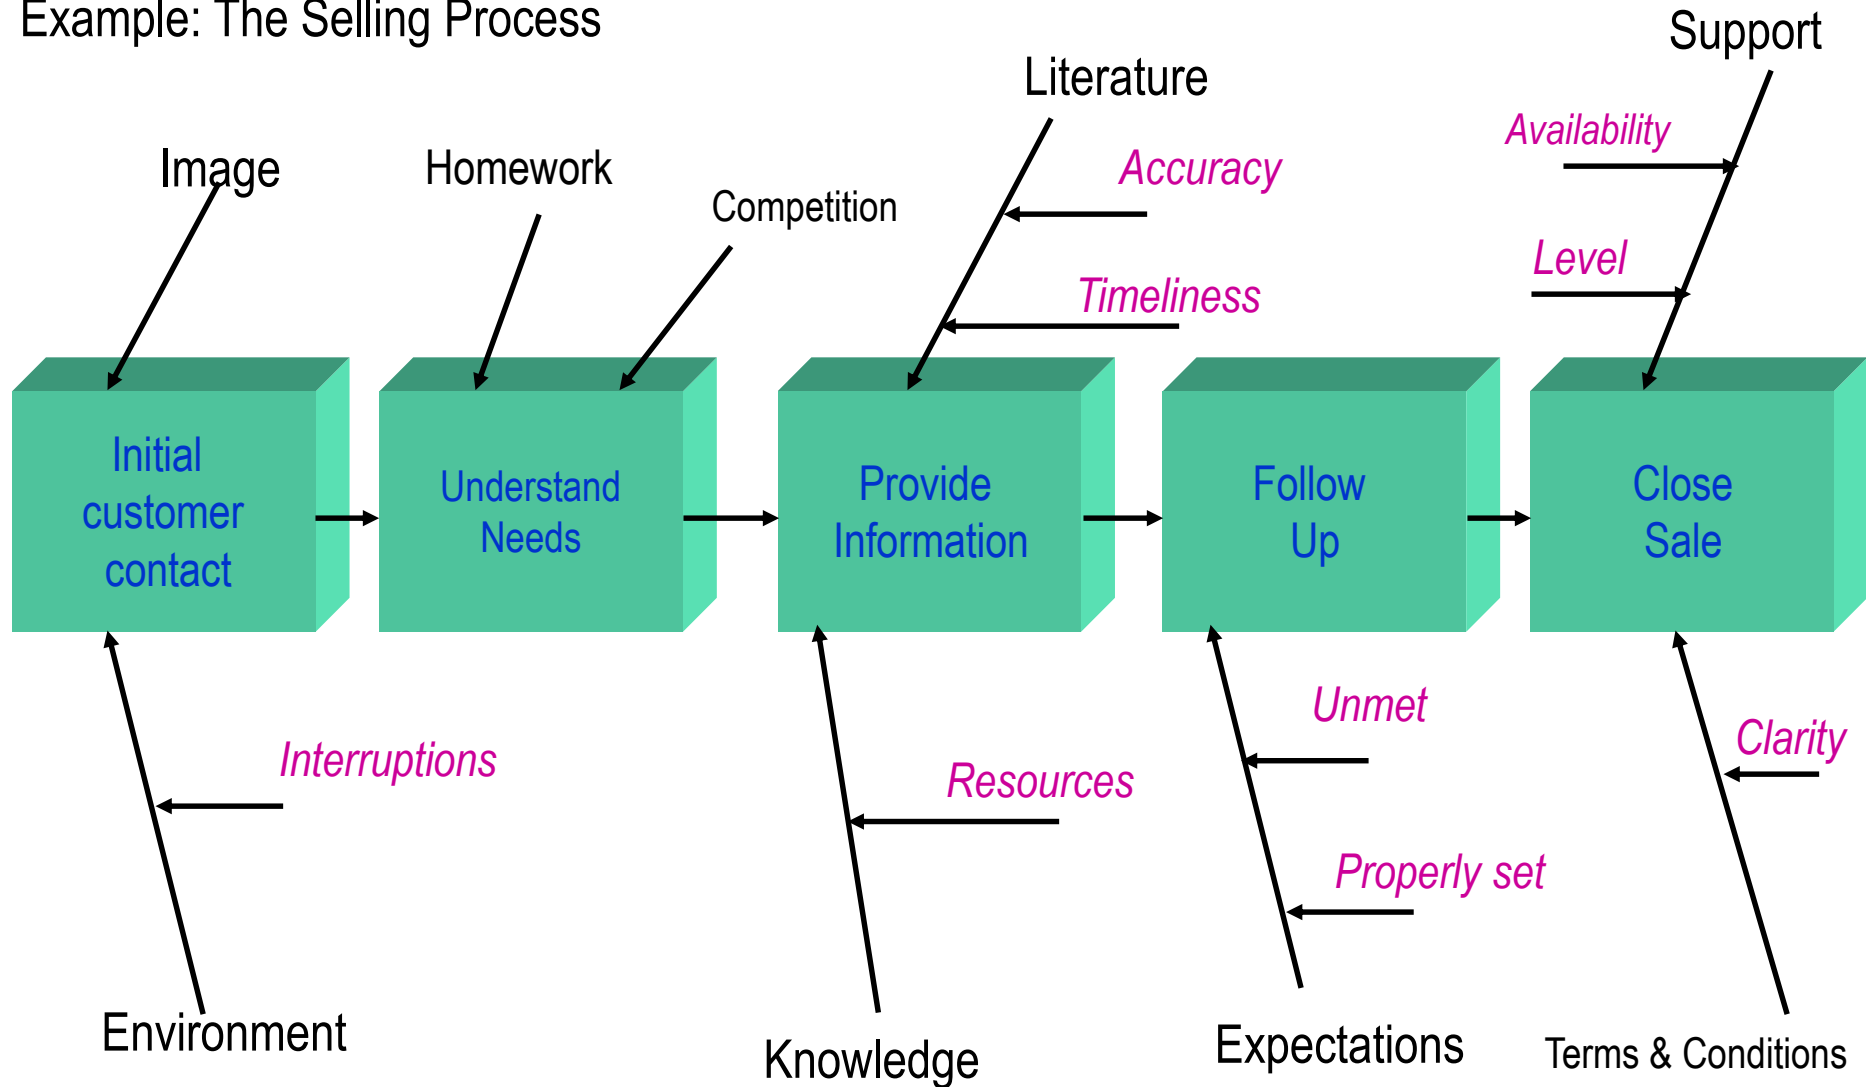 Example: The Selling Process
Support
Literature
Availability
Image
Homework
Accuracy
Competition
Level
Timeliness
Initial
customer
contact
Understand
Needs
Provide
Information
Follow
Up
Close
Sale
Interruptions
Resources
Unmet
Clarity
Properly set
Environment
Knowledge
Expectations
Terms & Conditions